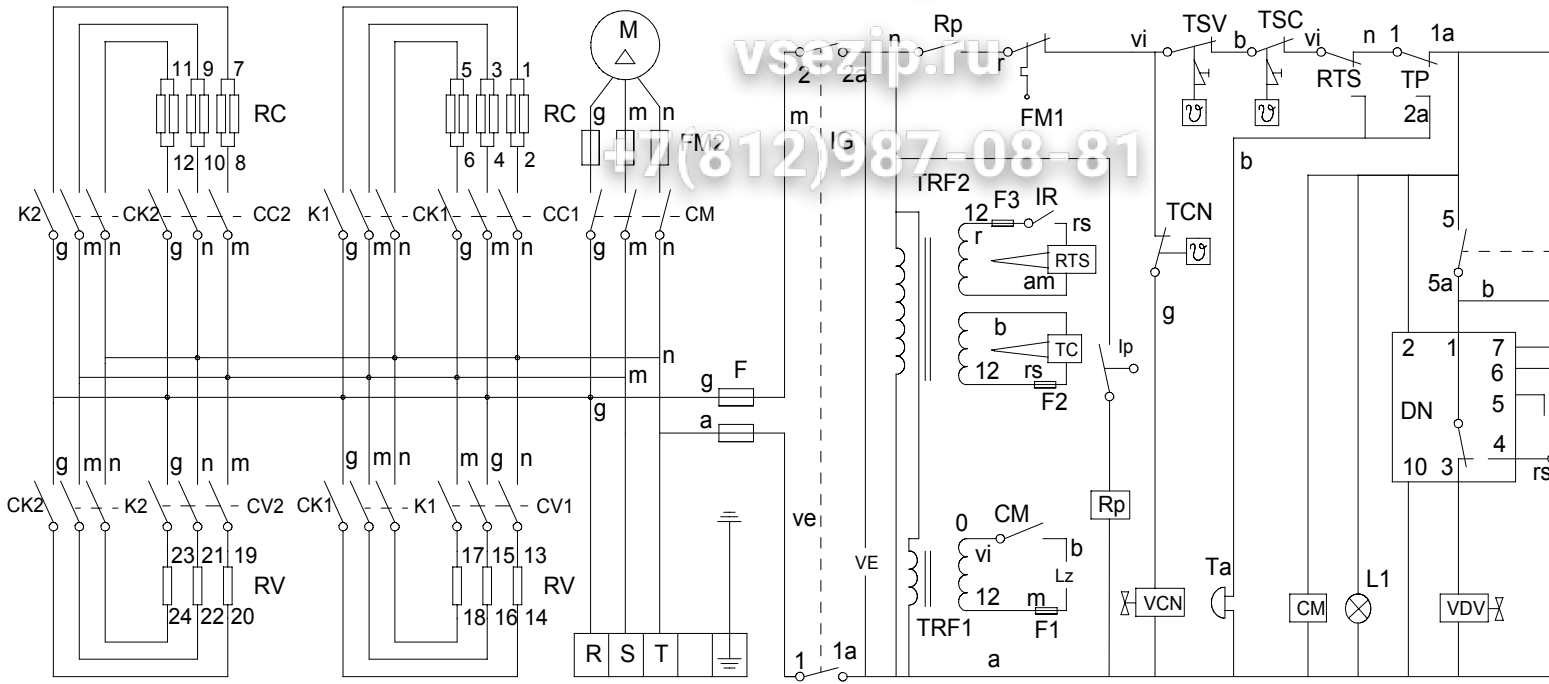 M
Rp
TSV
TSC
n
r
vi
b
vi
n
1
1a
2
2a
vsezip.ru
11
9
7
5
3
1
RC
RC
g
m
n
m
FM1
RTS
TP
2a
ϑ
ϑ
12
10
8
6
4
2
FM2
IG
+7(812)987-08-81
b
TRF2
K2
CK2
CC2
K1
CK1
CC1
CM
12
F3
IR
rs
r
RTS
am
TCN
ϑ
5
g
m
n
g
n
m
g
m
n
g
m
n
g
m
n
5a
b
g
b
TC
12
rs
F2
Ip
n
m
g
g
F
a
2
1
7
6
5
DN
4
10
3
rs
g
m
n
g
n
m
g
m
n
m
g
n
CK2
K2
CV2
CK1
K1
CV1
Rp
ve
0
CM
vi
b
Lz
12
m
F1
TRF1
VE
23
21
19
RV
17
15
13
RV
24
22
20
18
16
14
VCN
Ta
CM
L1
VDV
R
S
T
1
1a
a